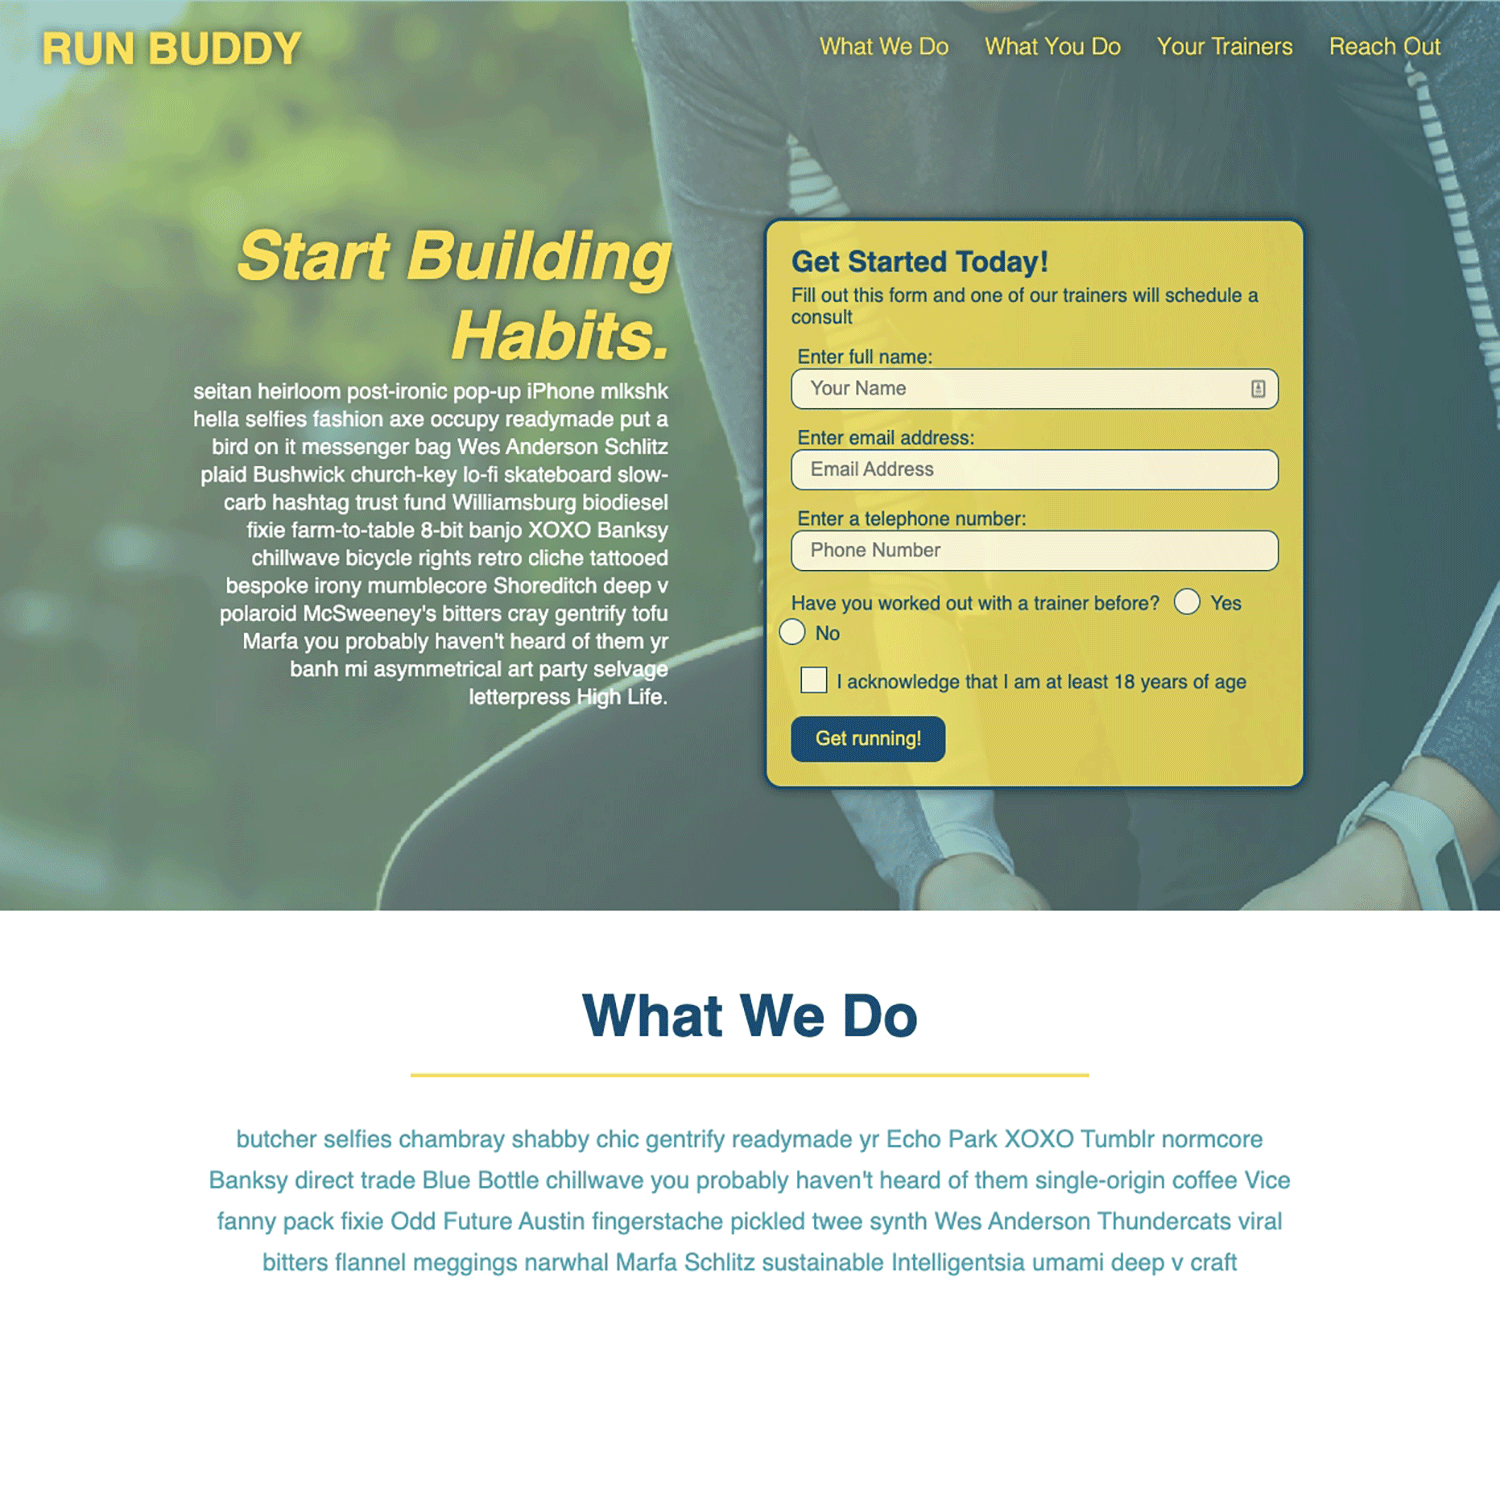 RUN BUDDY
What We Do
What You Do
Your Trainers
Reach Out
Start Building
Habits.
seitan heirloom post-ironic pop-up iPhone mlkshk
hella selfies fashion axe occupy readymade put a
bird on it messenger bag Wes Anderson Schlitz
plaid Bushwick church-key lo-fi skateboard slow-
carb hashtag trust fund Williamsburg biodiesel
fixie farm-to-table 8-bit banjo XOXO Banksy
chillwave bicycle rights retro cliche tattooed
bespoke irony mumblecore Shoreditch deep v
polaroid McSweeney's bitters cray gentrify tofu
Marfa you probably haven't heard of them yr
banh mi asymmetrical art party selvage
letterpress High Life.
Get Started Today!
Fill out this form and one of our trainers will schedule a
consult
Enter full name:
Your Name
Enter email address:
Email Address
Enter a telephone number:
Phone Number
Have you worked out with a trainer before? Yes
No
I acknowledge that I am at least 18 years of age
Get running!
What We Do
butcher selfies chambray shabby chic gentrify readymade yr Echo Park XOXO Tumblr normcore
Banksy direct trade Blue Bottle chillwave you probably haven't heard of them single-origin coffee Vice
fanny pack fixie Odd Future Austin fingerstache pickled twee synth Wes Anderson Thundercats viral
bitters flannel meggings narwhal Marfa Schlitz sustainable Intelligentsia umami deep v craft